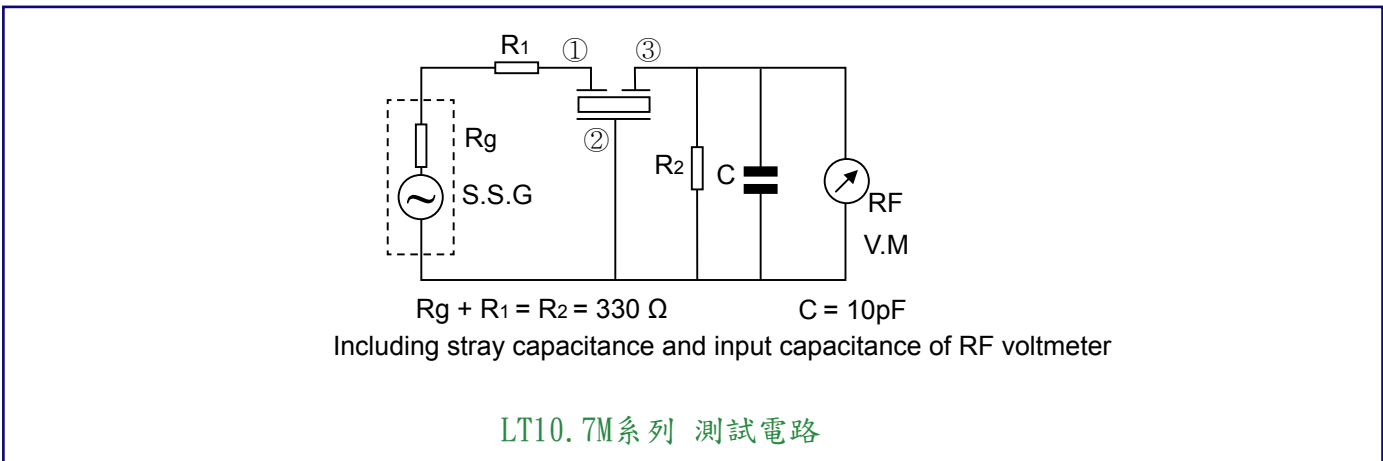 R1 ① ③
Rg
②
R2
C
S.S.G
RF
V.M
Rg + R1 = R2 = 330 Ω
C = 10pF
Including stray capacitance and input capacitance of RF voltmeter
LT10.7M系列 測試電路